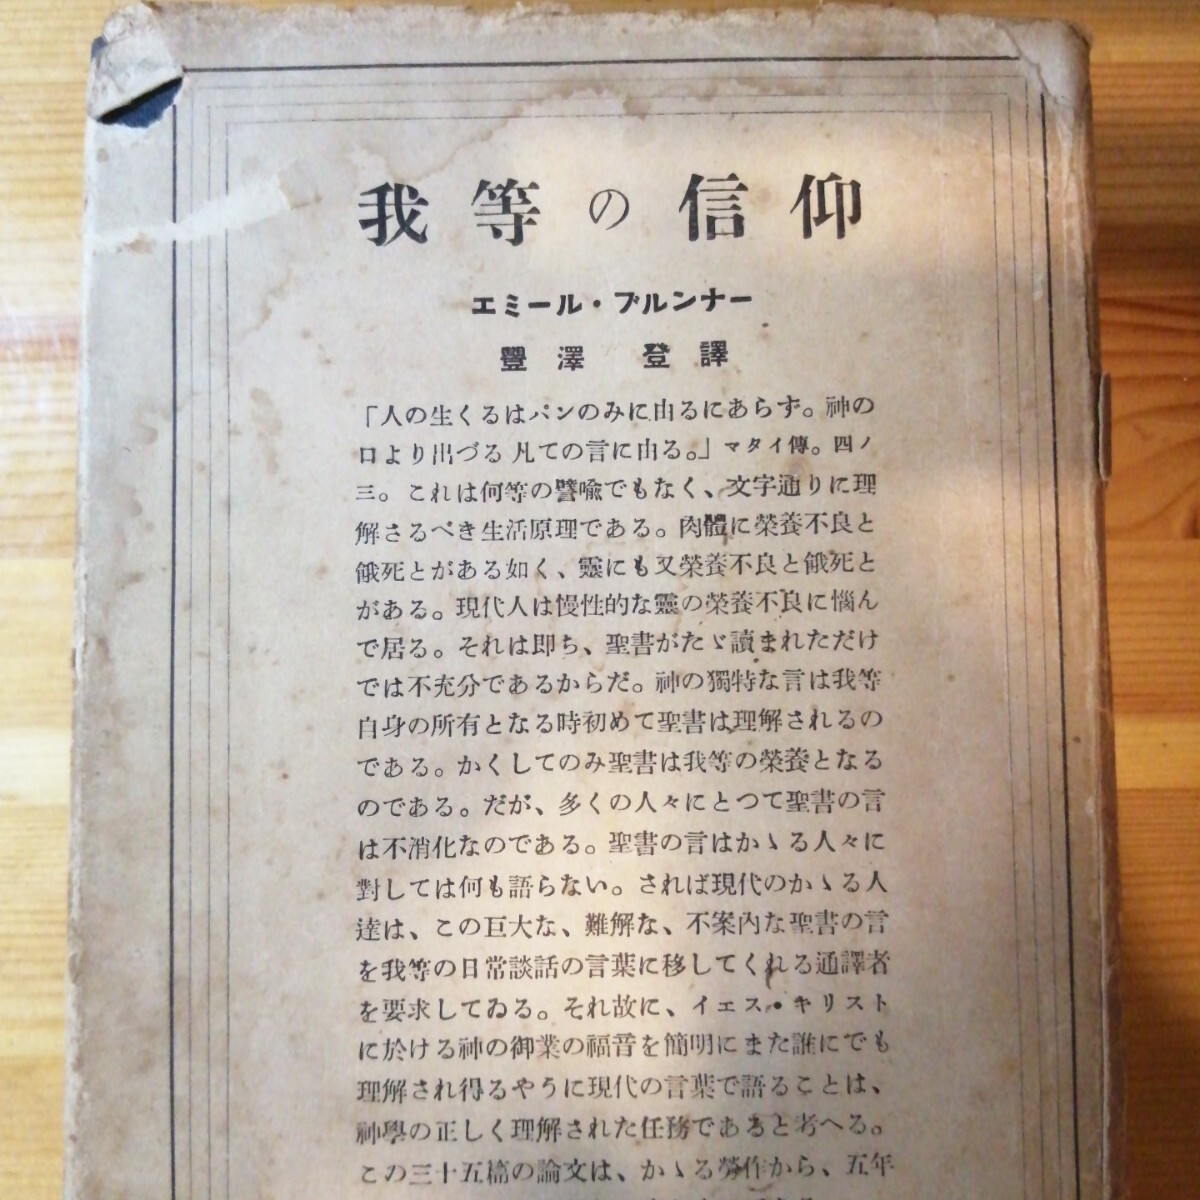 我等の信仰
エミール・ブルンナー
豐澤　登譯
「人の生くるはパンのみに由るにあらず。神の
口より出づる凡ての言に由る。」マタイ傳。四ノ
三。これは何等の譬喩でもなく、文字通りに理
解さるべき生活原理である。肉體に榮養不良と
餓死とがある如く、靈にも又榮養不良と餓死と
がある。現代人は慢性的な靈の榮養不良に惱ん
で居る。それは即ち、聖書がたゞ讀まれただけ
では不充分であるからだ。神の獨特な言は我等
自身の所有となる時初めて聖書は理解されるの
である。かくしてのみ聖書は我等の榮養となる
のである。だが、多くの人々にとつて聖書の言
は不消化なのである。聖書の言はかゝる人々に
對しては何も語らない。されば現代のかゝる人
達は、この巨大な、難解な、不案內な聖書の言
を我等の日常談話の言葉に移してくれる通譯者
を要求してゐる。それ故に、イエス・キリスト
に於ける神の御業の福音を簡明にまた誰にでも
理解され得るやうに現代の言葉で語ることは、
神學の正しく理解された任務であると考へる。
この三十五篇の論文は、かゝる勞作から、五年